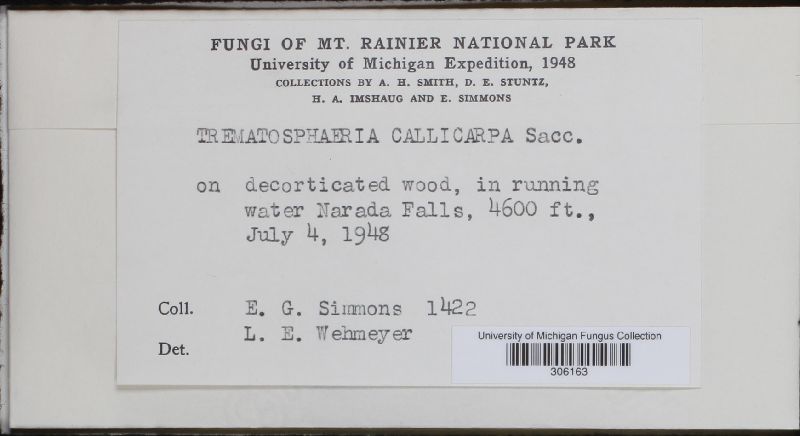 FUNGI OF MT. RAINIER NATIONAL PARK
University of Michigan Expedition, 1948
COLLECTIONS BY A. H. SMITH, D. E. STUNTZ,
H. A. IMSHAUG AND E. SIMMONS
TREMATOSPHAERIA CALLICARPA Sacc.
on decorticated wood, in running
water Narada Falls, 4600 ft.,
July 4, 1948
Coll. E. G. Simmons 1422
Det. L. E. Wehmeyer
University of Michigan Fungus Collection
306163